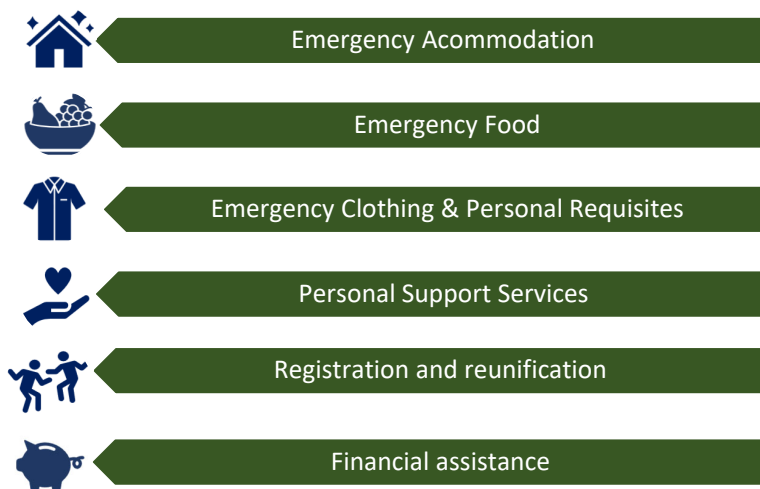 Emergency Acommodation
Emergency Food
Emergency Clothing & Personal Requisites
Personal Support Services
Registration and reunification
Financial assistance